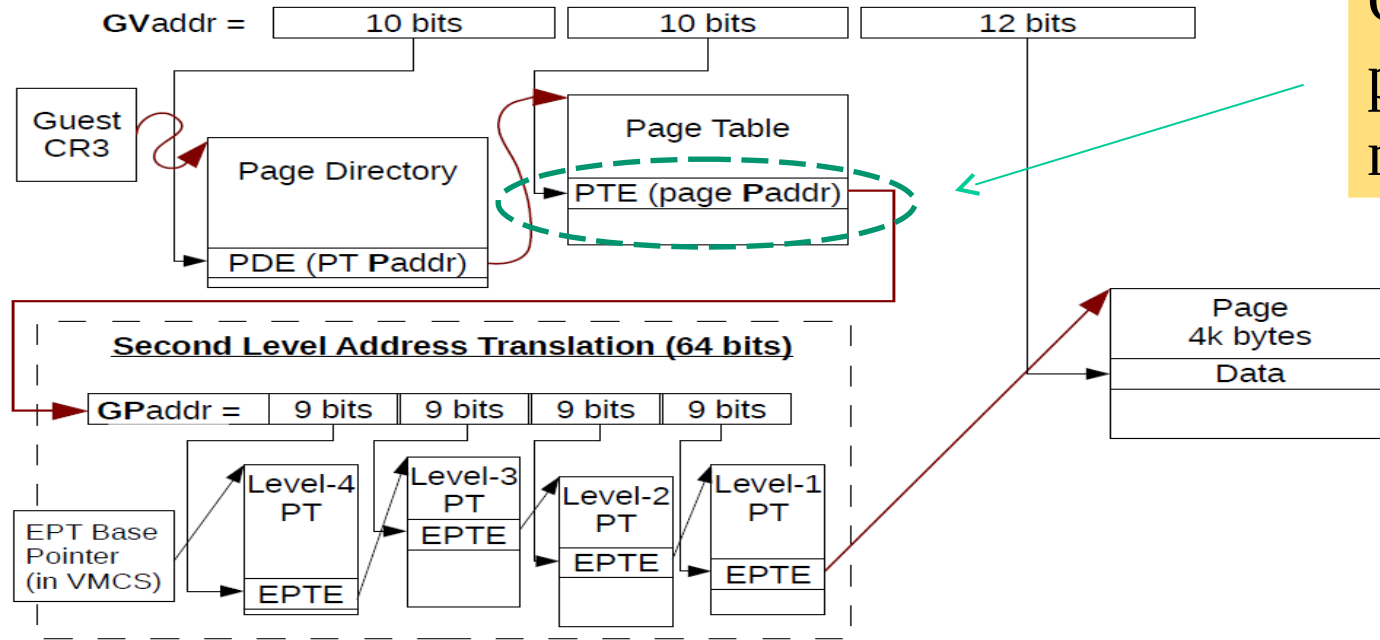 GVaddr =
10 bits
10 bits
12 bits
Guest
CR3
Page Directory
PDE (PT Paddr)
Page Table
PTE (page Paddr)
Page
4k bytes
Data
Second Level Address Translation (64 bits)
GPaddr =
9 bits
9 bits
9 bits
9 bits
EPT Base
Pointer
(in VMCS)
Level-4
PT
EPTE
Level-3
PT
EPTE
Level-2
PT
EPTE
Level-1
PT
EPTE